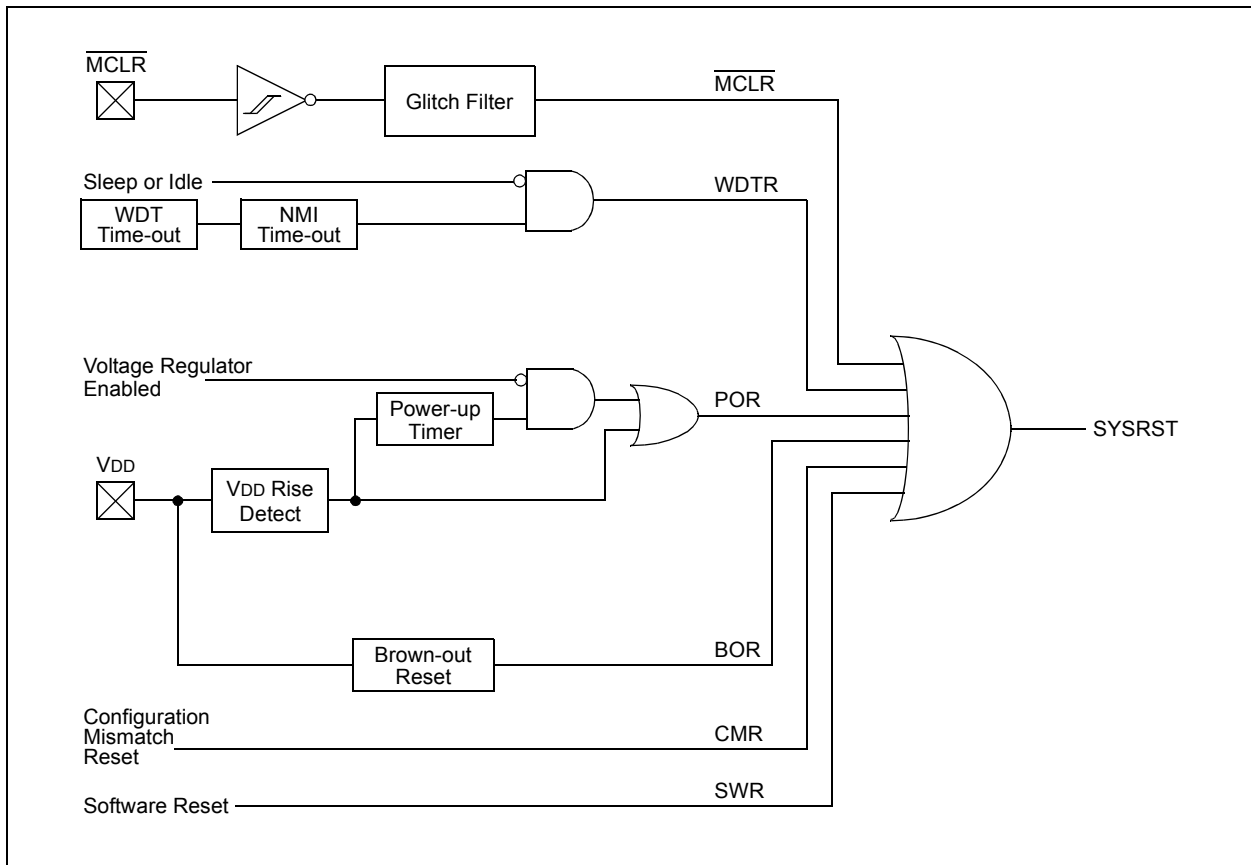 MCLR
Glitch Filter
MCLR
Sleep or Idle
WDT
Time-out
NMI
Time-out
WDTR
Voltage Regulator
Enabled
Power-up
Timer
POR
SYSRST
VDD
VDD Rise
Detect
Brown-out
Reset
BOR
Configuration
Mismatch
Reset
CMR
Software Reset
SWR